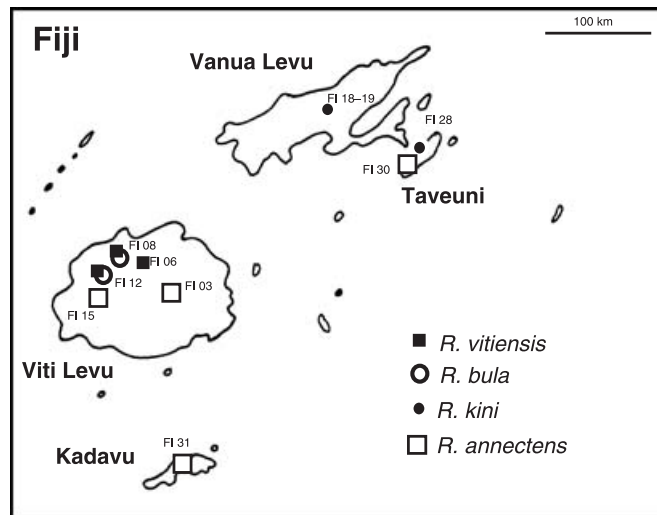 Fiji
100 km
Vanua Levu
FI 18–19
FI 28
FI 30
Taveuni
FI 08
FI 06
FI 12
FI 03
FI 15
Viti Levu
R. vitiensis
R. bula
R. kini
R. annectens
FI 31
Kadavu